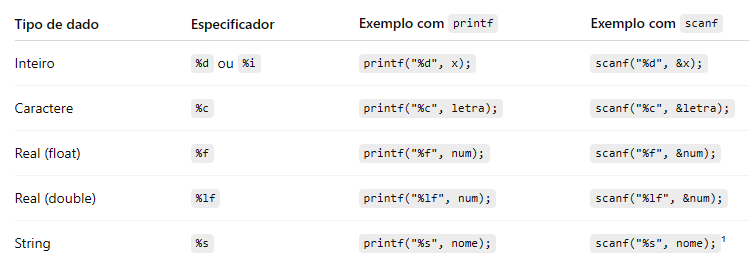 Tipo de dado Especificador Exemplo com printf Exemplo com scanf
Inteiro %d ou %i printf("%d", x); scanf("%d", &x);
Caractere %c printf("%c", letra); scanf("%c", &letra);
Real (float) %f printf("%f", num); scanf("%f", &num);
Real (double) %lf printf("%lf", num); scanf("%lf", &num);
String %s printf("%s", nome); scanf("%s", nome);¹